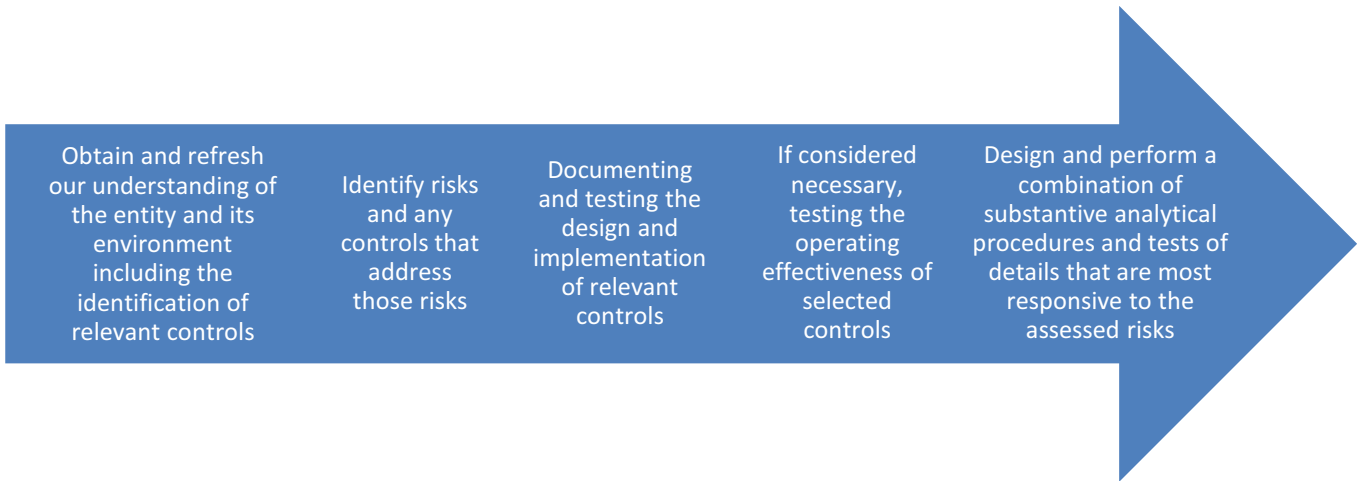 Obtain and refresh
our understanding of
the entity and its
environment
including the
identification of
relevant controls
Identify risks
and any
controls that
address
those risks
Documenting
and testing the
design and
implementation
of relevant
controls
If considered
necessary,
testing the
operating
effectiveness of
selected
controls
Design and perform a
combination of
substantive analytical
procedures and tests of
details that are most
responsive to the
assessed risks